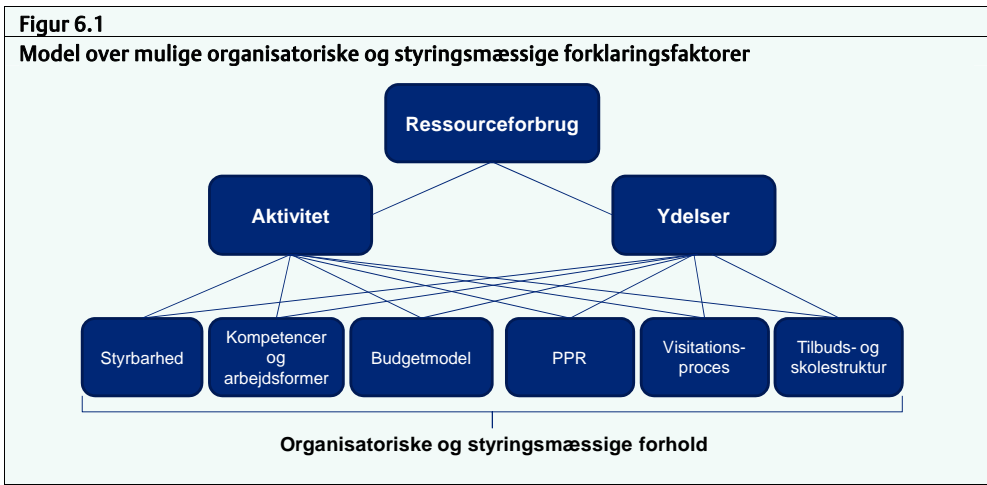 Figur 6.1
Model over mulige organisatoriske og styringsmæssige forklaringsfaktorer
Ressourceforbrug
Aktivitet
Ydelser
Styrbarhed
Kompetencer
og
arbejdsformer
Budgetmodel
PPR
Visitations-
proces
Tilbuds- og
skolestruktur
Organisatoriske og styringsmæssige forhold